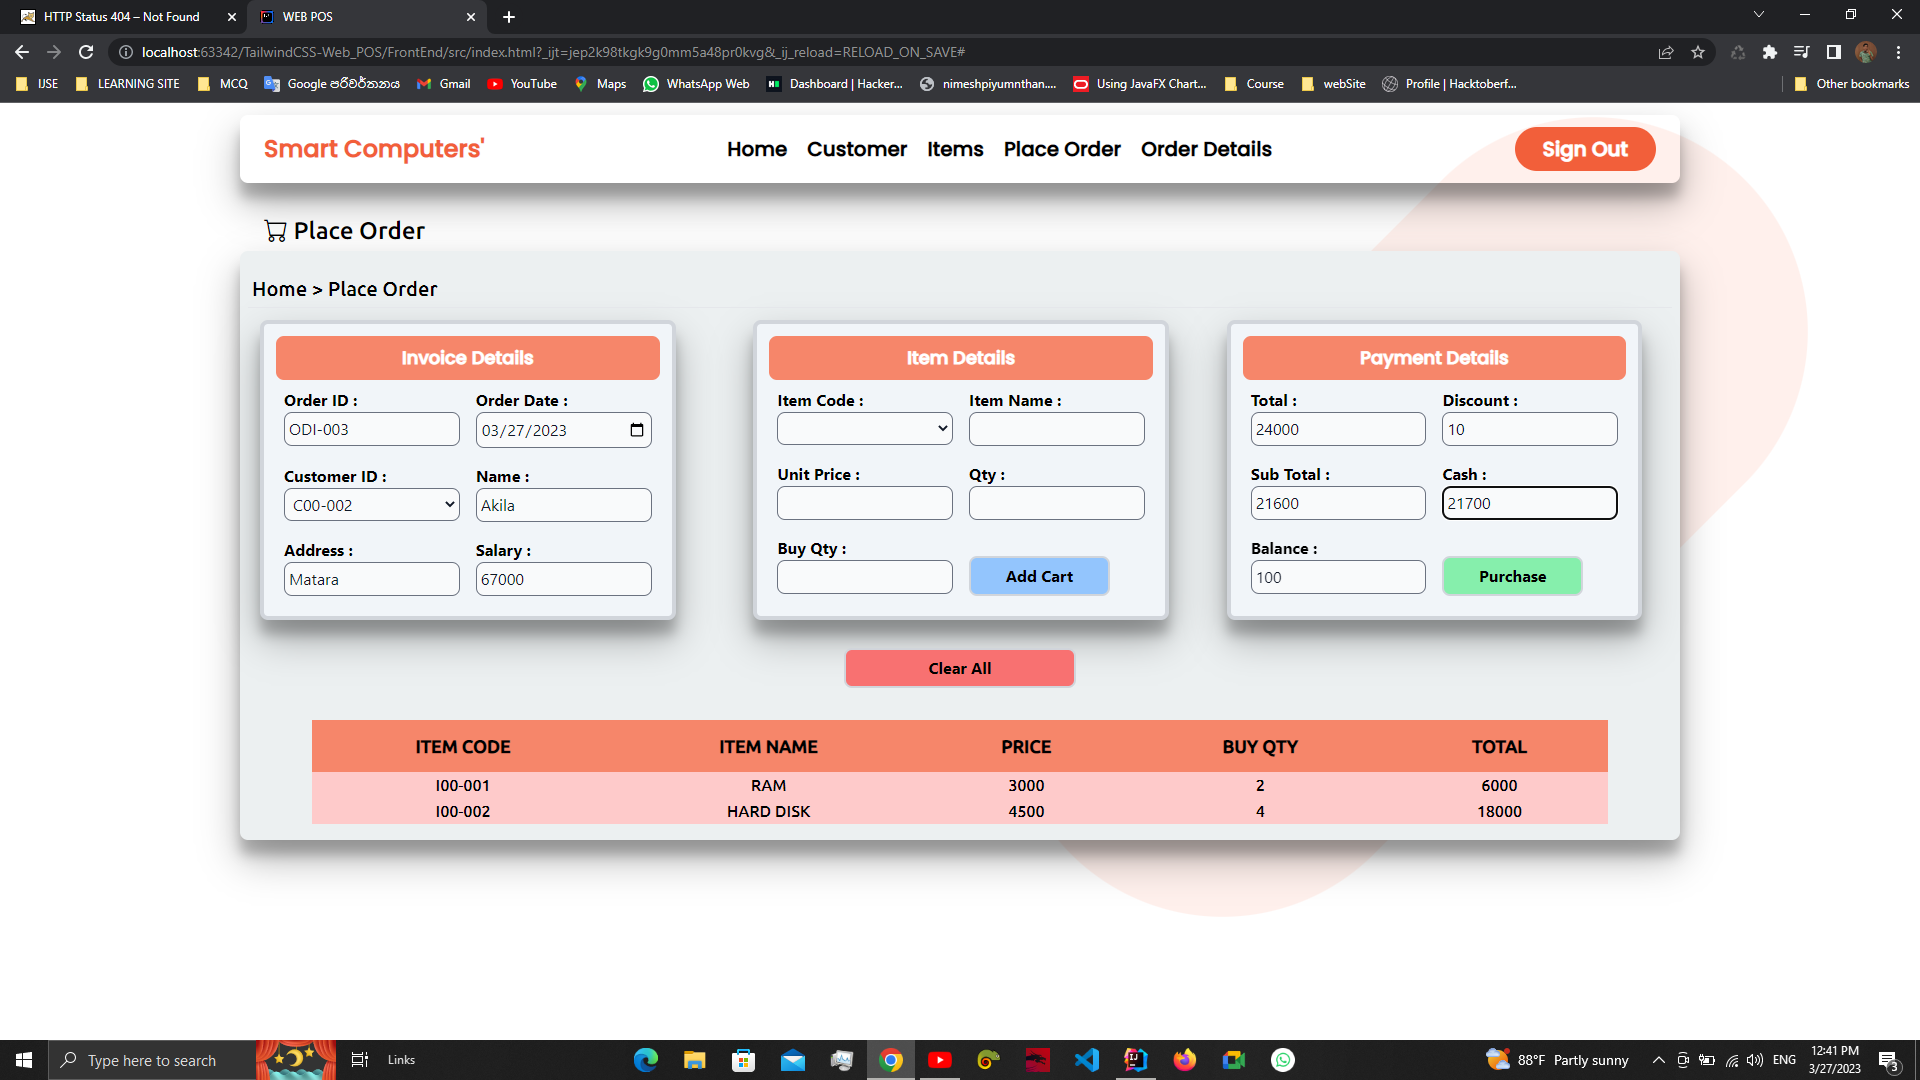 HTTP Status 404 – Not Found
WEB POS
localhost:63342/TailwindCSS-Web_POS/FrontEnd/src/index.html?_ijt=jep2k98tkgk9g0mm5a48pr0kvg&_ij_reload=RELOAD_ON_SAVE#
IJSE LEARNING SITE MCQ Google පරිවර්තනය Gmail YouTube Maps WhatsApp Web Dashboard | Hacker... nimeshpiyumnthan.... Using JavaFX Chart... Course webSite Profile | Hacktoberf... Other bookmarks
Smart Computers' Home Customer Items Place Order Order Details Sign Out
Place Order
Home > Place Order
Invoice Details
Order ID : Order Date :
ODI-003 03/27/2023
Customer ID : Name :
C00-002 Akila
Address : Salary :
Matara 67000
Item Details
Item Code : Item Name :
Unit Price : Qty :
Buy Qty :
Add Cart
Payment Details
Total : Discount :
24000 10
Sub Total : Cash :
21600 21700
Balance :
100 Purchase
Clear All
ITEM CODE ITEM NAME PRICE BUY QTY TOTAL
I00-001 RAM 3000 2 6000
I00-002 HARD DISK 4500 4 18000
Type here to search
Links
88°F Partly sunny
ENG
12:41 PM
3/27/2023
3